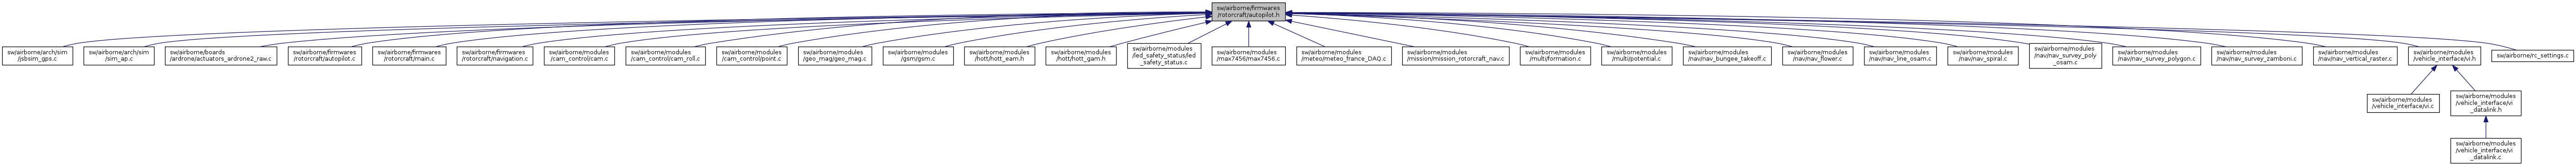 sw/airborne/firmwares
/rotorcraft/autopilot.h
sw/airborne/arch/sim
/jsbsim_gps.c
sw/airborne/arch/sim
/sim_ap.c
sw/airborne/boards
/ardrone/actuators_ardrone2_raw.c
sw/airborne/firmwares
/rotorcraft/autopilot.c
sw/airborne/firmwares
/rotorcraft/main.c
sw/airborne/firmwares
/rotorcraft/navigation.c
sw/airborne/modules
/cam_control/cam.c
sw/airborne/modules
/cam_control/cam_roll.c
sw/airborne/modules
/cam_control/point.c
sw/airborne/modules
/geo_mag/geo_mag.c
sw/airborne/modules
/gsm/gsm.c
sw/airborne/modules
/hott/hott_eam.h
sw/airborne/modules
/hott/hott_gam.h
sw/airborne/modules
/led_safety_status/led
_safety_status.c
sw/airborne/modules
/max7456/max7456.c
sw/airborne/modules
/meteo/meteo_france_DAQ.c
sw/airborne/modules
/mission/mission_rotorcraft_nav.c
sw/airborne/modules
/multi/formation.c
sw/airborne/modules
/multi/potential.c
sw/airborne/modules
/nav/nav_bungee_takeoff.c
sw/airborne/modules
/nav/nav_flower.c
sw/airborne/modules
/nav/nav_line_osam.c
sw/airborne/modules
/nav/nav_spiral.c
sw/airborne/modules
/nav/nav_survey_poly
_osam.c
sw/airborne/modules
/nav/nav_survey_polygon.c
sw/airborne/modules
/nav/nav_survey_zamboni.c
sw/airborne/modules
/nav/nav_vertical_raster.c
sw/airborne/modules
/vehicle_interface/vi.h
sw/airborne/rc_settings.c
sw/airborne/modules
/vehicle_interface/vi.c
sw/airborne/modules
/vehicle_interface/vi
_datalink.h
sw/airborne/modules
/vehicle_interface/vi
_datalink.c